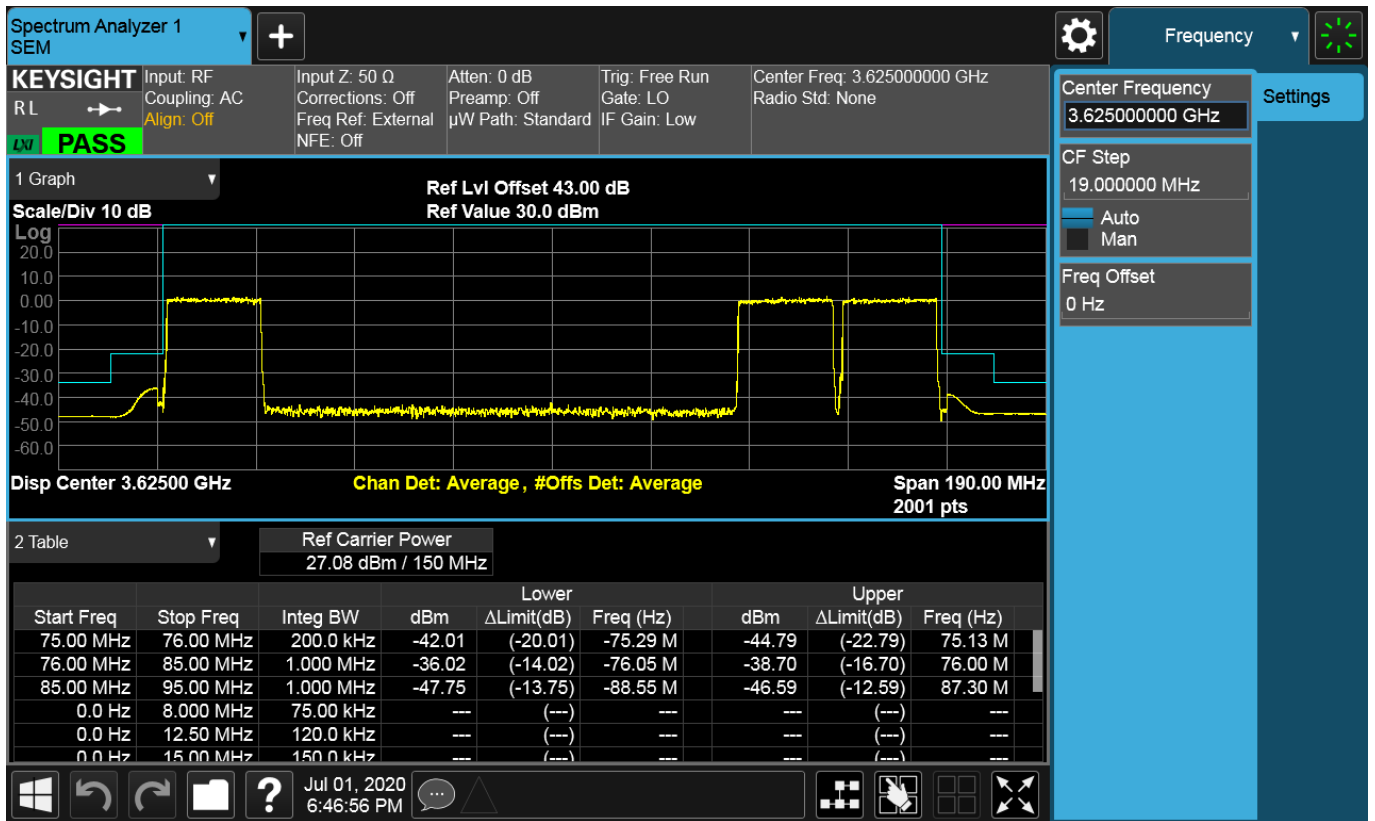 Spectrum Analyzer 1
SEM
Frequency
KEYSIGHT
R L
LXI PASS
Input: RF
Coupling: AC
Align: Off
Input Z: 50 Ω
Corrections: Off
Freq Ref: External
NFE: Off
Atten: 0 dB
Preamp: Off
µW Path: Standard
Trig: Free Run
Gate: LO
IF Gain: Low
Center Freq: 3.625000000 GHz
Radio Std: None
Center Frequency
3.625000000 GHz
Settings
CF Step
19.000000 MHz
Auto
Man
Freq Offset
0 Hz
1 Graph
Ref Lvl Offset 43.00 dB
Scale/Div 10 dB
Ref Value 30.0 dBm
Log
20.0
10.0
0.00
-10.0
-20.0
-30.0
-40.0
-50.0
-60.0
Disp Center 3.62500 GHz
Chan Det: Average, #Offs Det: Average
Span 190.00 MHz
2001 pts
2 Table
Ref Carrier Power
27.08 dBm / 150 MHz
Lower Upper
Start Freq Stop Freq Integ BW dBm ΔLimit(dB) Freq (Hz) dBm ΔLimit(dB) Freq (Hz)
75.00 MHz 76.00 MHz 200.0 kHz -42.01 (-20.01) -75.29 M -44.79 (-22.79) 75.13 M
76.00 MHz 85.00 MHz 1.000 MHz -36.02 (-14.02) -76.05 M -38.70 (-16.70) 76.00 M
85.00 MHz 95.00 MHz 1.000 MHz -47.75 (-13.75) -88.55 M -46.59 (-12.59) 87.30 M
0.0 Hz 8.000 MHz 75.00 kHz --- (---) --- --- (---) ---
0.0 Hz 12.50 MHz 120.0 kHz --- (---) --- --- (---) ---
0.0 Hz 15.00 MHz 150.0 kHz --- (---) --- --- (---) ---
Jul 01, 2020
6:46:56 PM